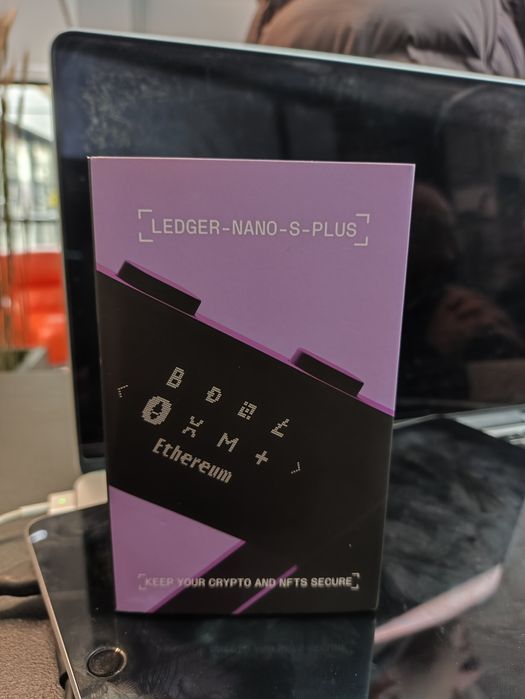 LEDGER-NANO-S-PLUS
Ethereum
KEEP YOUR CRYPTO AND NFTS SECURE